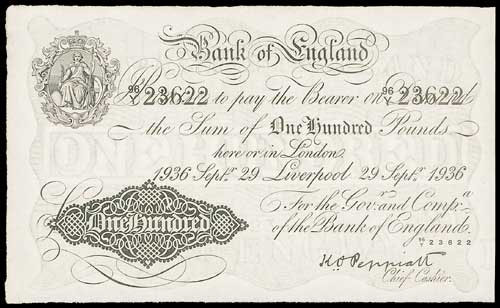 Bank of England
96/Y 23622 to pay the Bearer on Demand 96/Y 23622
the Sum of One Hundred Pounds
here or in London.
1936 Septr. 29 Liverpool 29 Septr. 1936
For the Govr. and Compa.
of the Bank of England.
96/Y 23622
One Hundred
K.O. Peppiatt
Chief Cashier.